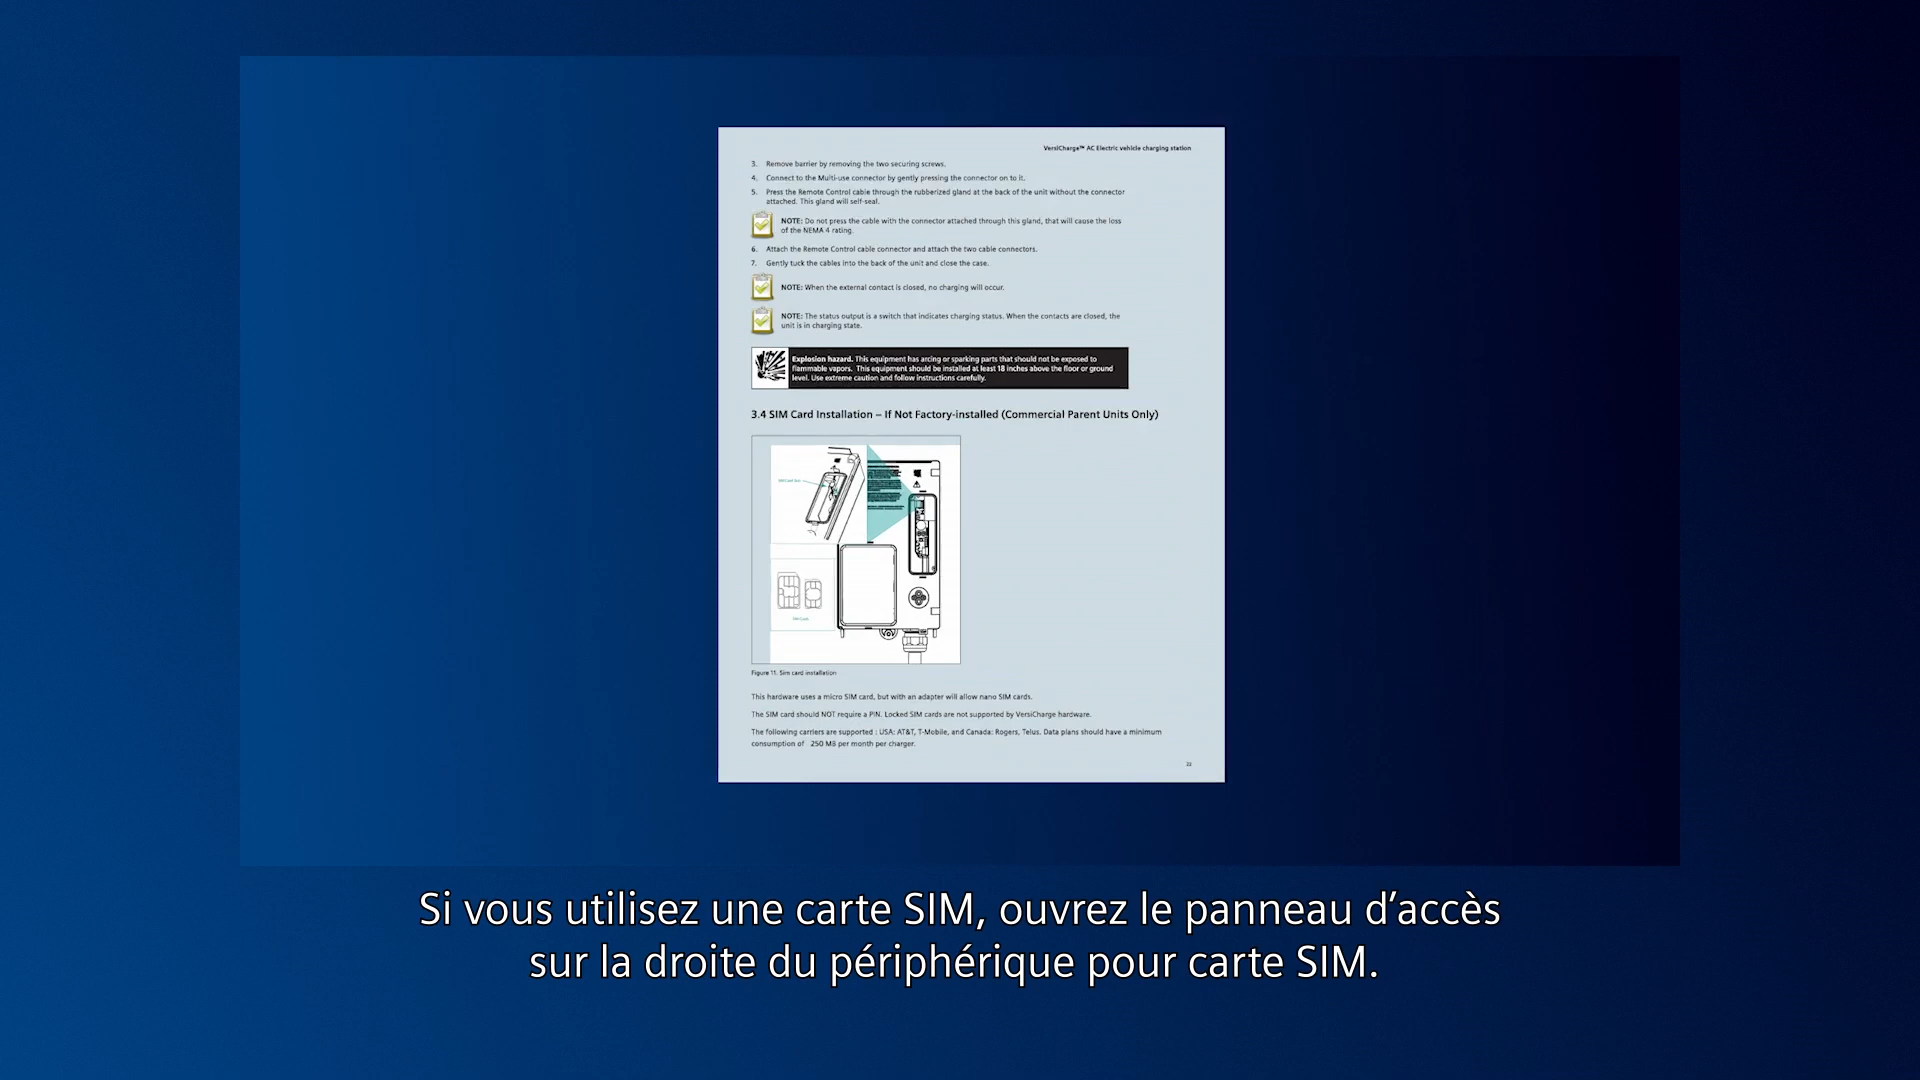 VersiCharge™ AC Electric vehicle charging station
3. Remove barrier by removing the two securing screws.
4. Connect to the Multi-use connector by gently pressing the connector on to it.
5. Press the Remote Control cable through the rubberized gland at the back of the unit without the connector
attached. This gland will self-seal.
NOTE: Do not press the cable with the connector attached through this gland, that will cause the loss
of the NEMA 4 rating.
6. Attach the Remote Control cable connector and attach the two cable connectors.
7. Gently tuck the cables into the back of the unit and close the case.
NOTE: When the external contact is closed, no charging will occur.
NOTE: The status output is a switch that indicates charging status. When the contacts are closed, the
unit is in charging state.
Explosion hazard. This equipment has arcing or sparking parts that should not be exposed to
flammable vapors. This equipment should be installed at least 18 inches above the floor or ground
level. Use extreme caution and follow instructions carefully.
3.4 SIM Card Installation – If Not Factory-installed (Commercial Parent Units Only)
Figure 11. Sim card installation
This hardware uses a micro SIM card, but with an adapter will allow nano SIM cards.
The SIM card should NOT require a PIN. Locked SIM cards are not supported by VersiCharge hardware.
The following carriers are supported : USA: AT&T, T-Mobile, and Canada: Rogers, Telus. Data plans should have a minimum
consumption of 250 MB per month per charger.
22
Si vous utilisez une carte SIM, ouvrez le panneau d’accès
sur la droite du périphérique pour carte SIM.